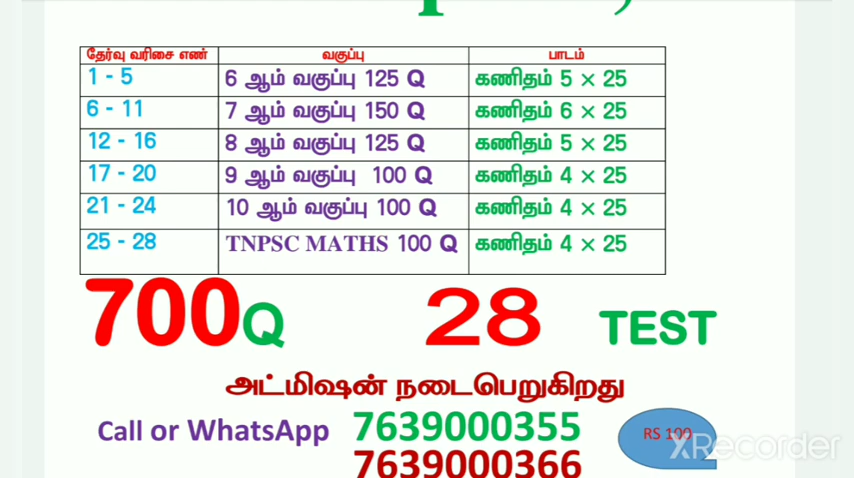 தேர்வு வரிசை எண் வகுப்பு பாடம்
1 - 5 6 ஆம் வகுப்பு 125 Q கணிதம் 5 × 25
6 - 11 7 ஆம் வகுப்பு 150 Q கணிதம் 6 × 25
12 - 16 8 ஆம் வகுப்பு 125 Q கணிதம் 5 × 25
17 - 20 9 ஆம் வகுப்பு 100 Q கணிதம் 4 × 25
21 - 24 10 ஆம் வகுப்பு 100 Q கணிதம் 4 × 25
25 - 28 TNPSC MATHS 100 Q கணிதம் 4 × 25
700Q 28 TEST
அட்மிஷன் நடைபெறுகிறது
Call or WhatsApp 7639000355
RS 100
XRecorder
7639000366